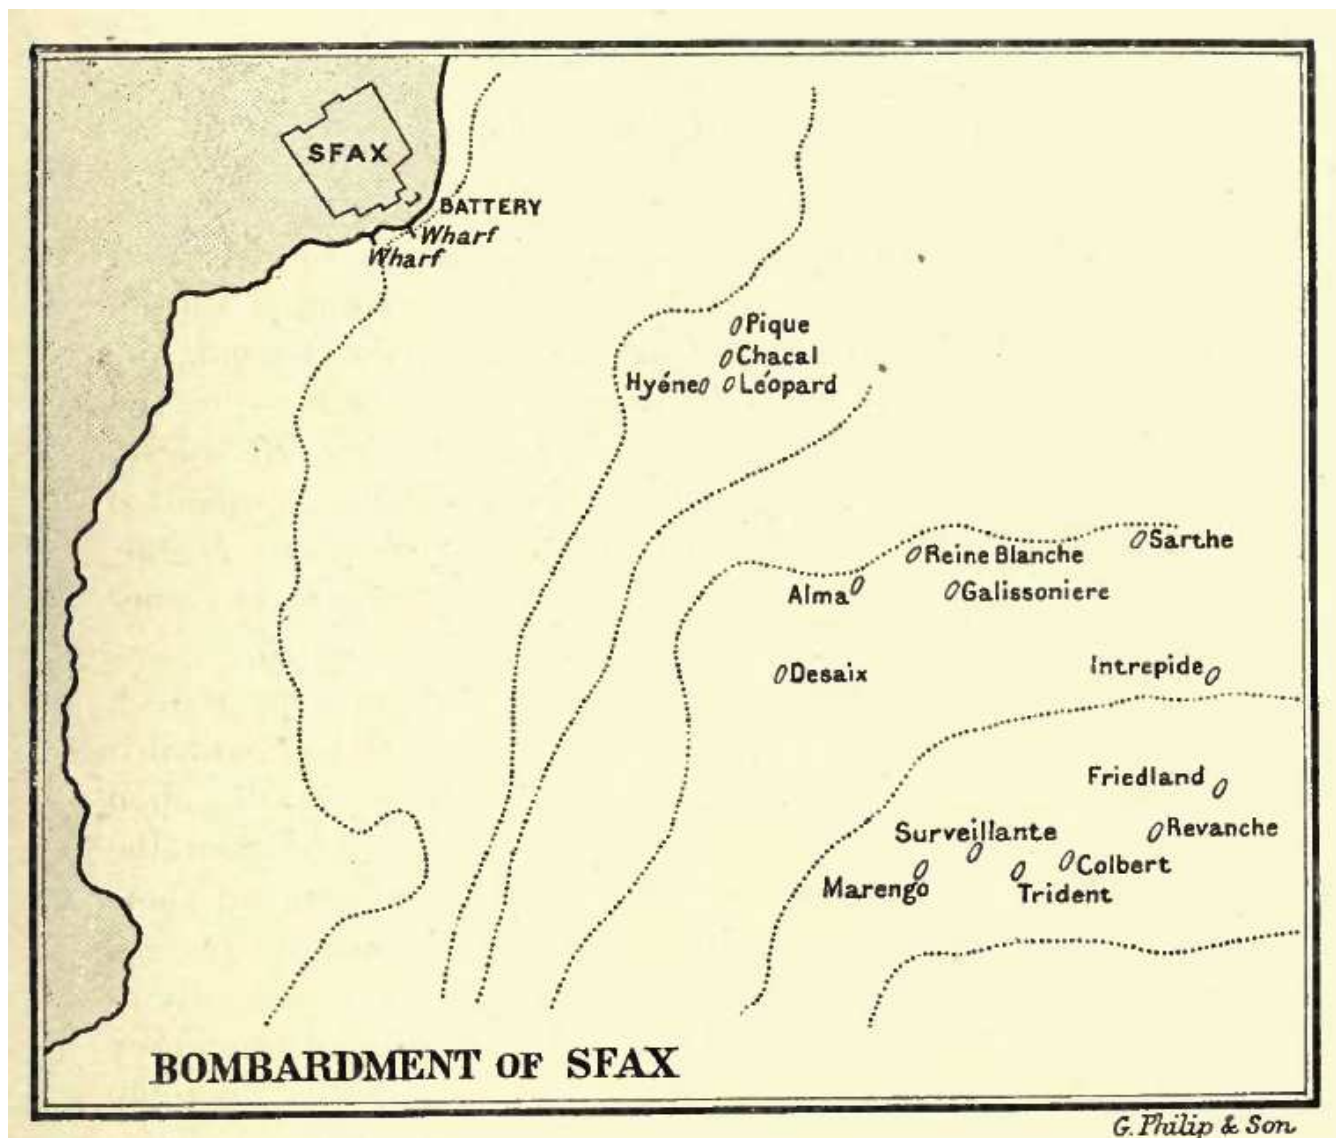 SFAX
BATTERY
Wharf
Wharf
Pique
Chacal
Hyéne
Léopard
Sarthe
Reine Blanche
Alma
Galissoniere
Intrepide
Desaix
Friedland
Surveillante
Revanche
Colbert
Marengo
Trident
BOMBARDMENT OF SFAX
G. Philip & Son